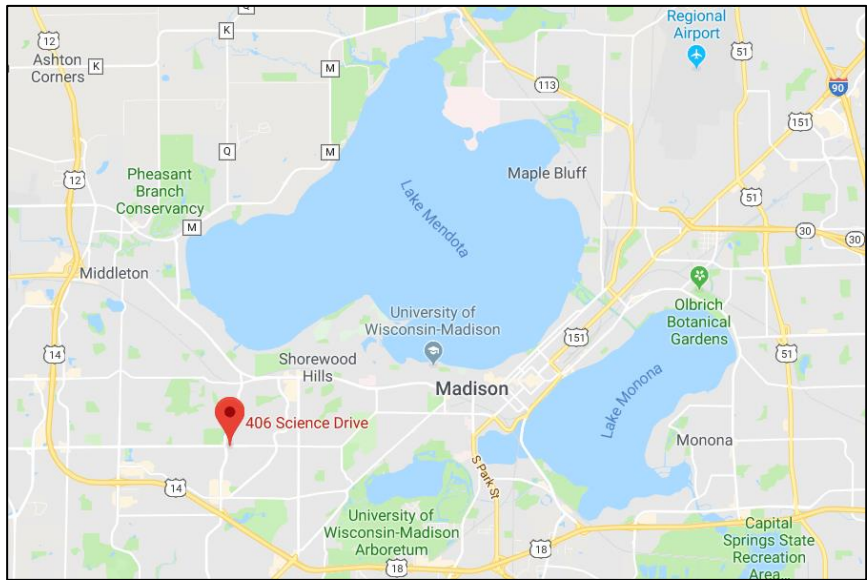 Q
Regional
Airport
12
K
51
Ashton
Corners
K
M
113
90
151
Q
M
Maple Bluff
Pheasant
Branch
Conservancy
12
Lake Mendota
51
M
30
30
Middleton
University of
Wisconsin-Madison
Olbrich
Botanical
Gardens
151
14
Shorewood
Hills
51
Madison
Lake Monona
406 Science Drive
Monona
S Park St
14
University of
Wisconsin-Madison
Arboretum
18
18
Capital
Springs State
Recreation
Area...